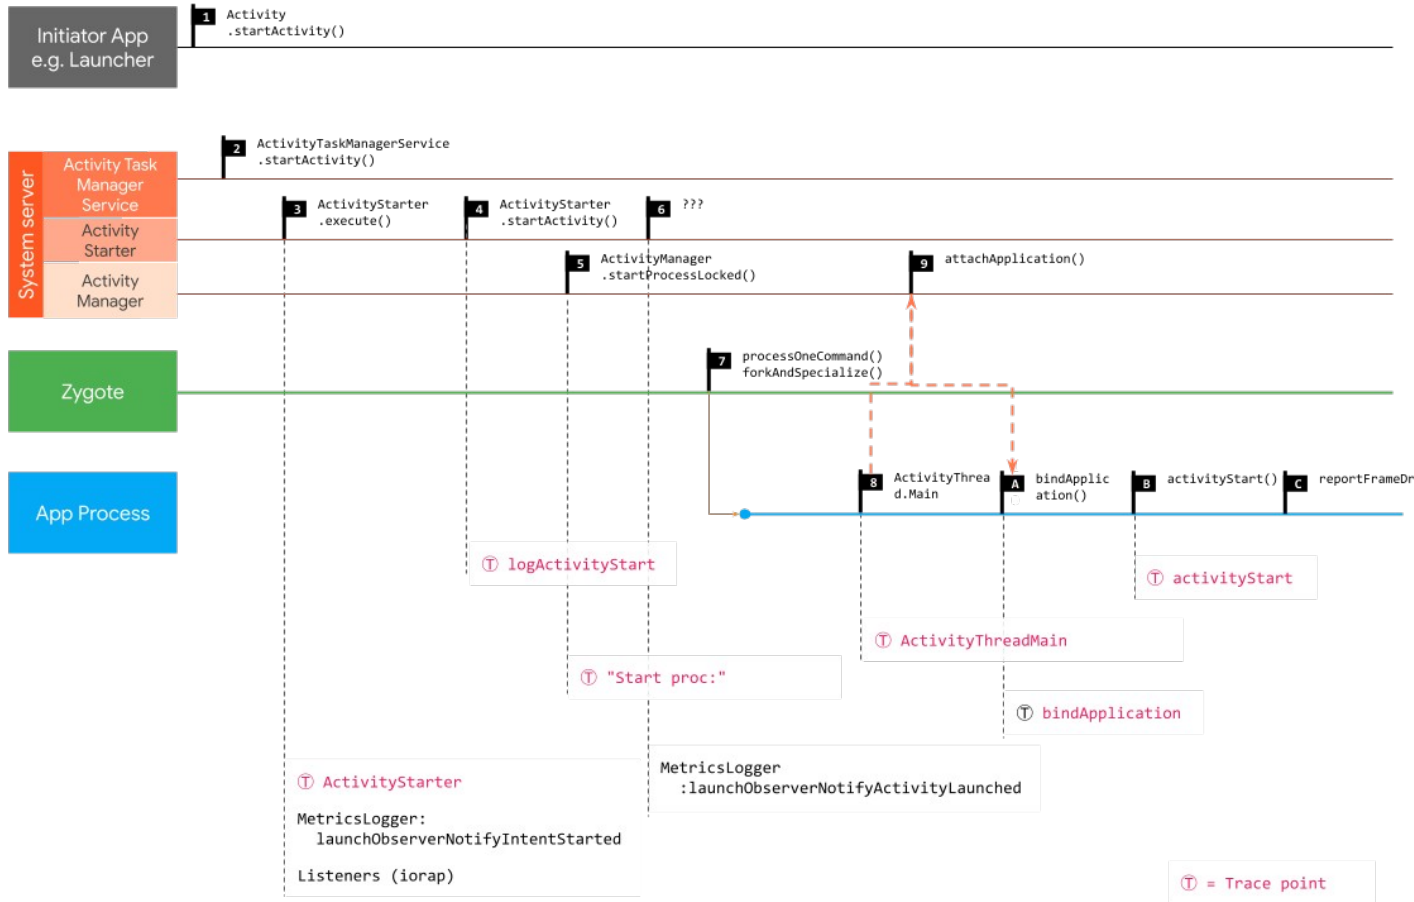 Initiator App
e.g. Launcher
1 Activity
.startActivity()
System server
Activity Task
Manager
Service
Activity
Starter
Activity
Manager
2 ActivityTaskManagerService
.startActivity()
3 ActivityStarter
.execute()
4 ActivityStarter
.startActivity()
6 ???
5 ActivityManager
.startProcessLocked()
9 attachApplication()
Zygote
7 processOneCommand()
forkAndSpecialize()
App Process
8 ActivityThrea
d.Main
A bindApplic
ation()
B activityStart()
C reportFrameDr
Ⓣ logActivityStart
Ⓣ activityStart
Ⓣ ActivityThreadMain
Ⓣ "Start proc:"
Ⓣ bindApplication
MetricsLogger
:launchObserverNotifyActivityLaunched
Ⓣ ActivityStarter
MetricsLogger:
launchObserverNotifyIntentStarted
Listeners (iorap)
Ⓣ = Trace point